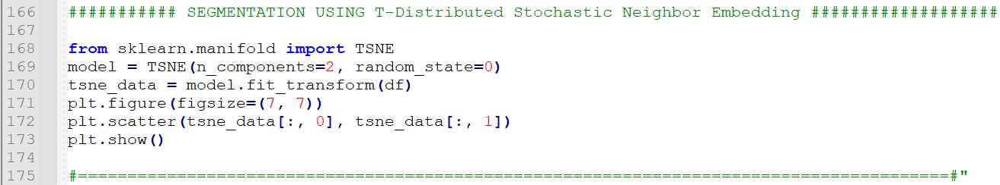 166 ########### SEGMENTATION USING T-Distributed Stochastic Neighbor Embedding ###################
167
168 from sklearn.manifold import TSNE
169 model = TSNE(n_components=2, random_state=0)
170 tsne_data = model.fit_transform(df)
171 plt.figure(figsize=(7, 7))
172 plt.scatter(tsne_data[:, 0], tsne_data[:, 1])
173 plt.show()
174
175 #=========================================================================================#"